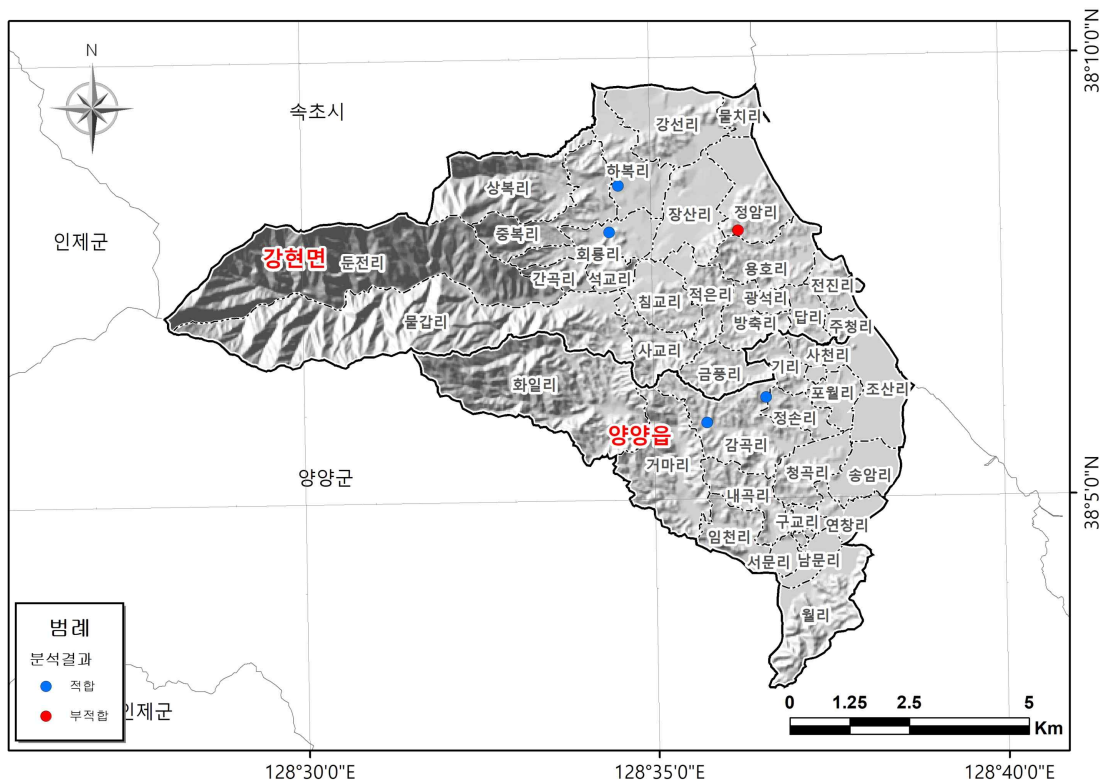 N
38°10'0"N
속초시
강선리
물치리
하복리
상복리
장산리
정암리
인제군
중복리
회룡리
강현면
둔전리
용호리
간곡리
석교리
전진리
침교리
적은리
광석리
물갑리
방축리
답리
주청리
사교리
사천리
금풍리
기리
화일리
포월리
조산리
정손리
양양읍
감곡리
거마리
청곡리
송암리
양양군
38°5'0"N
내곡리
구교리
연창리
임천리
서문리
남문리
월리
범례
분석결과
적합
부적합
인제군
0 1.25 2.5 5
Km
128°30'0"E
128°35'0"E
128°40'0"E